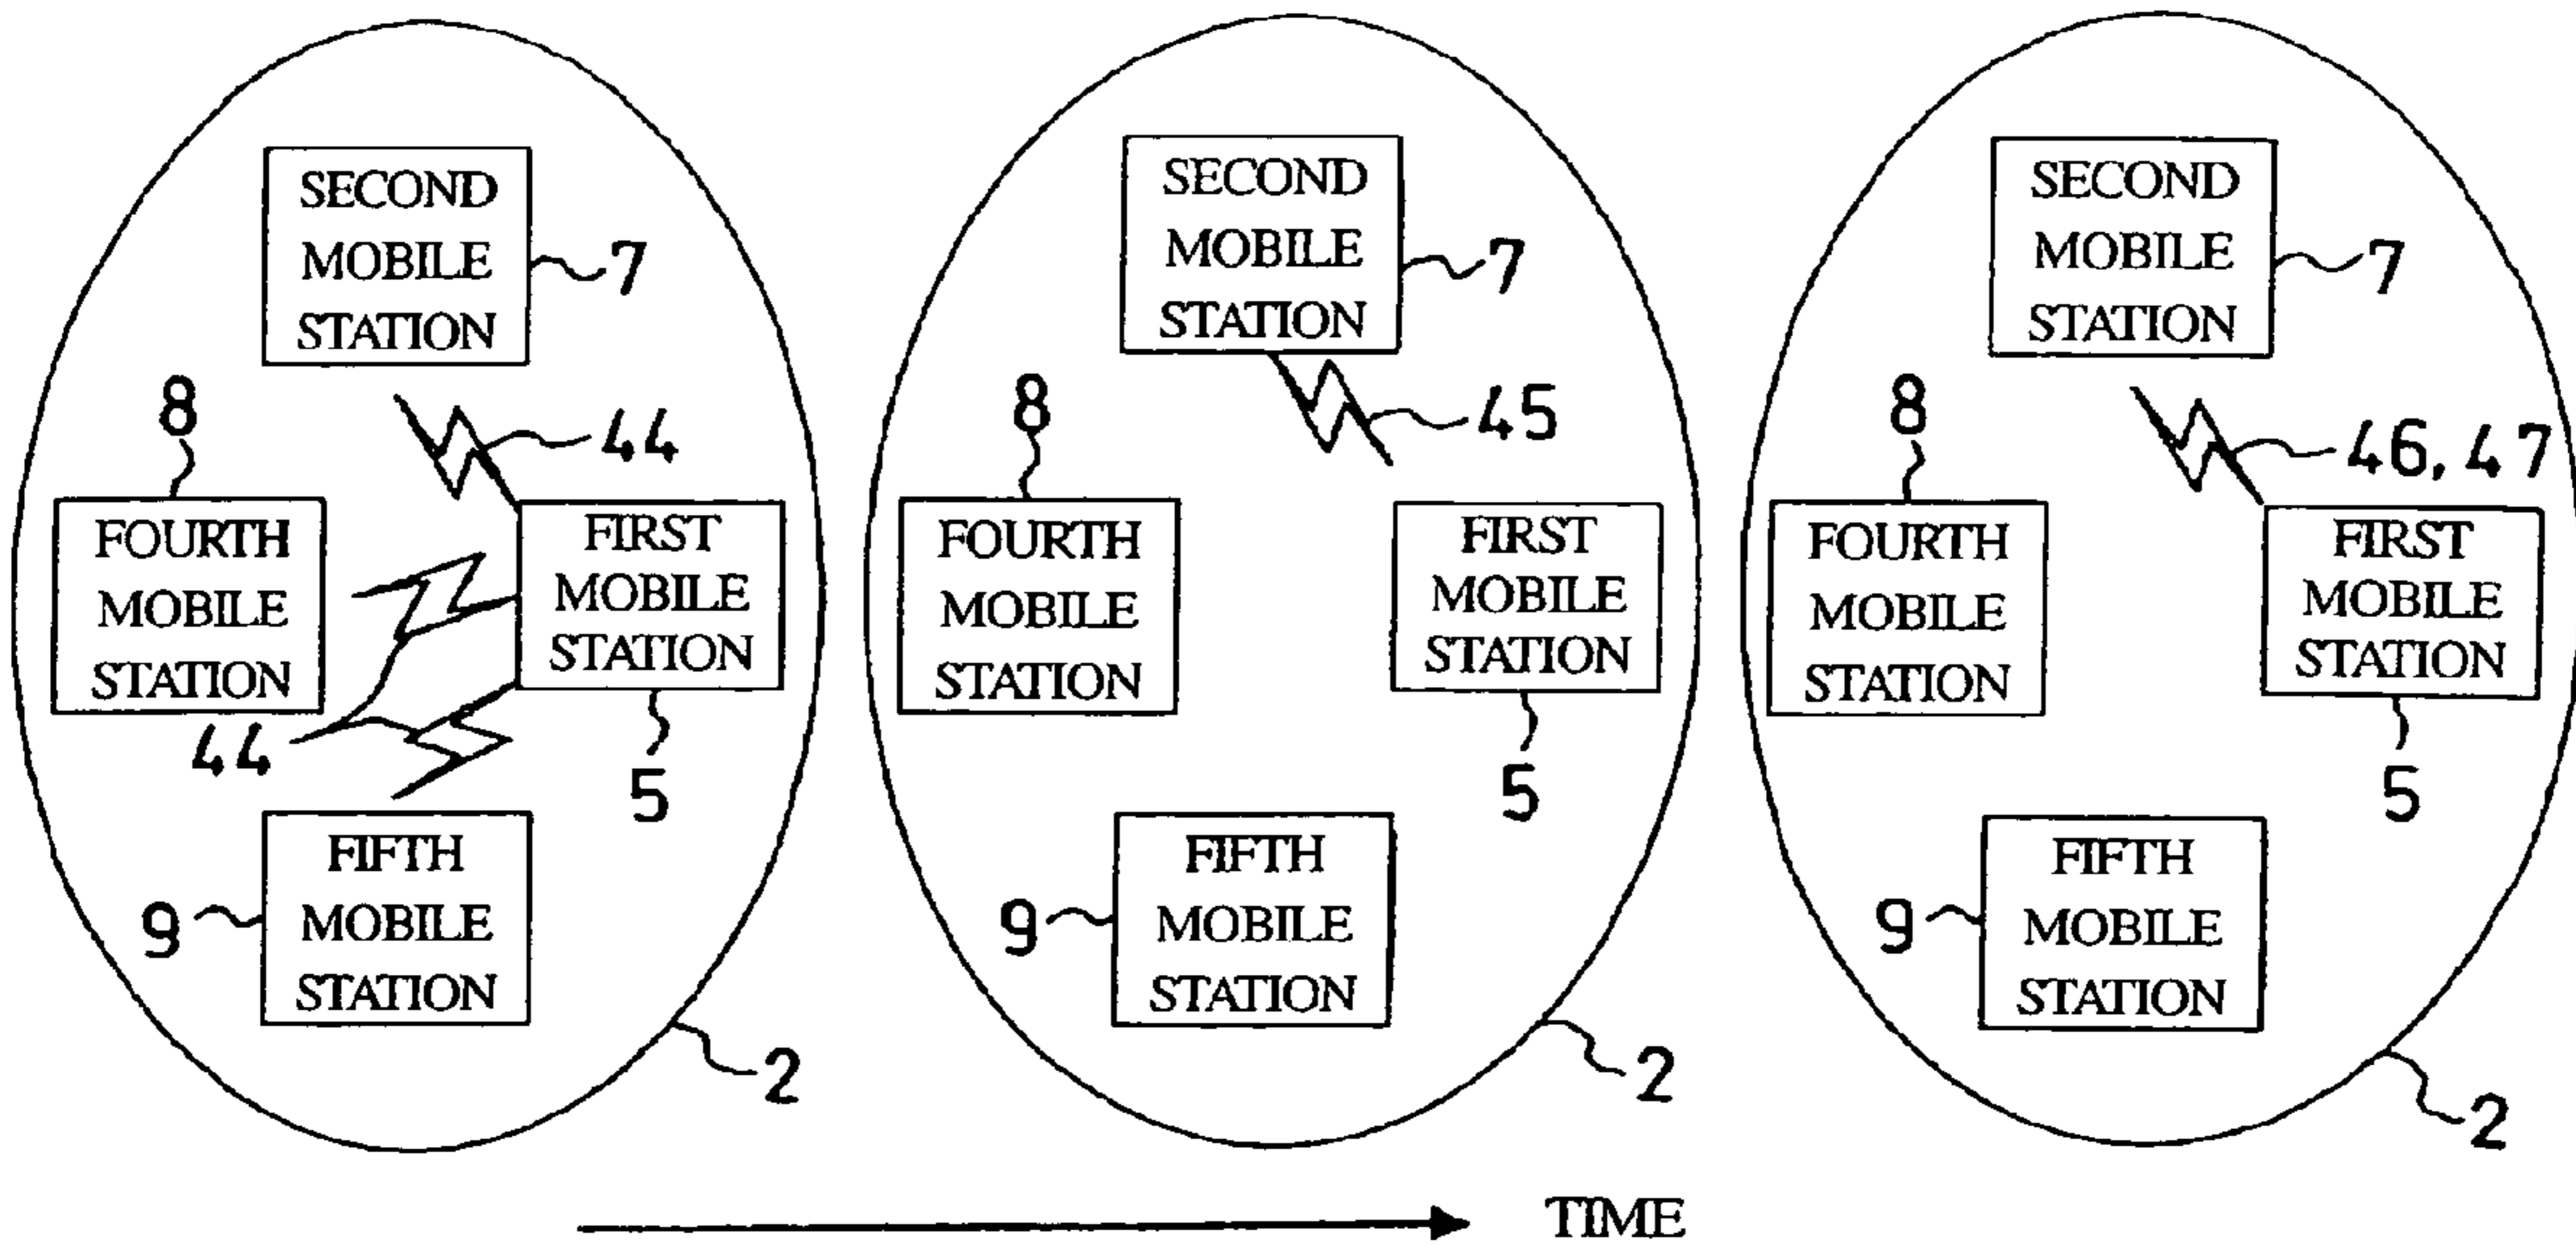 SECOND
MOBILE
STATION
7
8
44
FOURTH
MOBILE
STATION
FIRST
MOBILE
STATION
44
5
FIFTH
MOBILE
STATION
9
2
SECOND
MOBILE
STATION
7
8
45
FOURTH
MOBILE
STATION
FIRST
MOBILE
STATION
5
FIFTH
MOBILE
STATION
9
2
SECOND
MOBILE
STATION
7
8
46, 47
FOURTH
MOBILE
STATION
FIRST
MOBILE
STATION
5
FIFTH
MOBILE
STATION
9
2
TIME